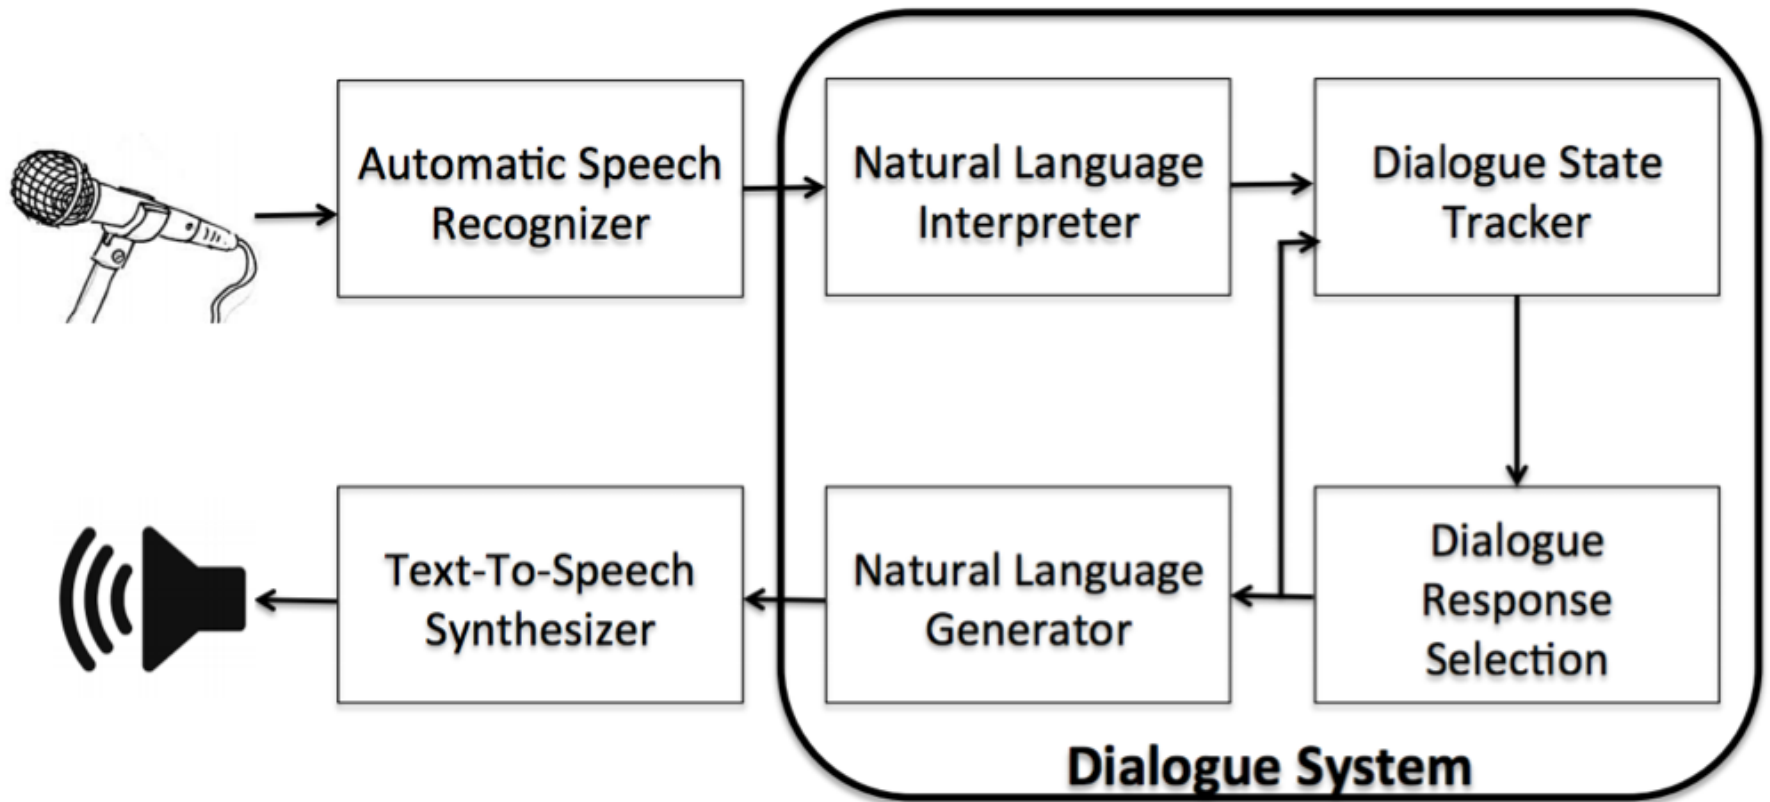 Automatic Speech
Recognizer
Natural Language
Interpreter
Dialogue State
Tracker
Text-To-Speech
Synthesizer
Natural Language
Generator
Dialogue
Response
Selection
Dialogue System